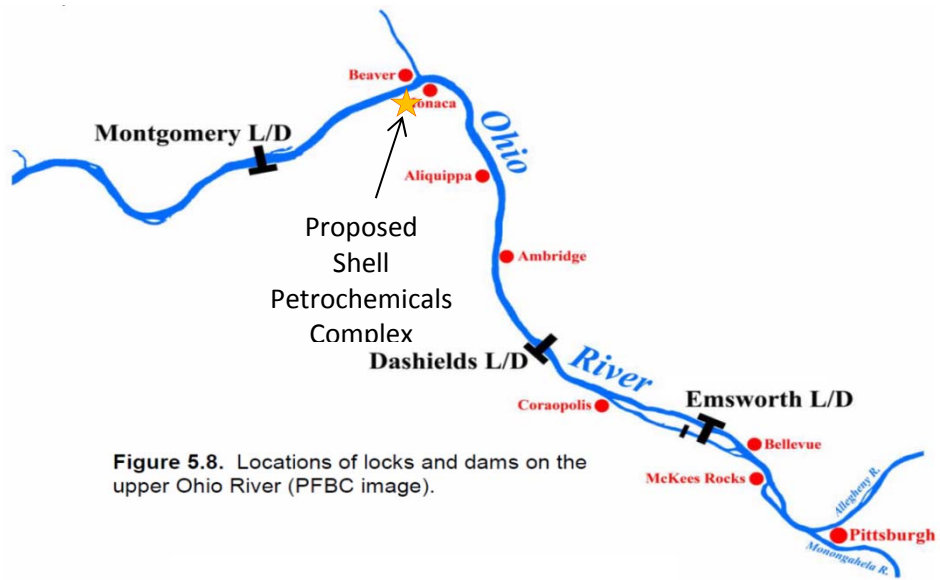 Beaver
Monaca
Montgomery L/D
Ohio
Aliquippa
Proposed
Shell
Petrochemicals
Complex
Ambridge
Dashields L/D
River
Emsworth L/D
Coraopolis
Bellevue
Figure 5.8. Locations of locks and dams on the
upper Ohio River (PFBC image).
McKees Rocks
Allegheny R.
Pittsburgh
Monongahela R.